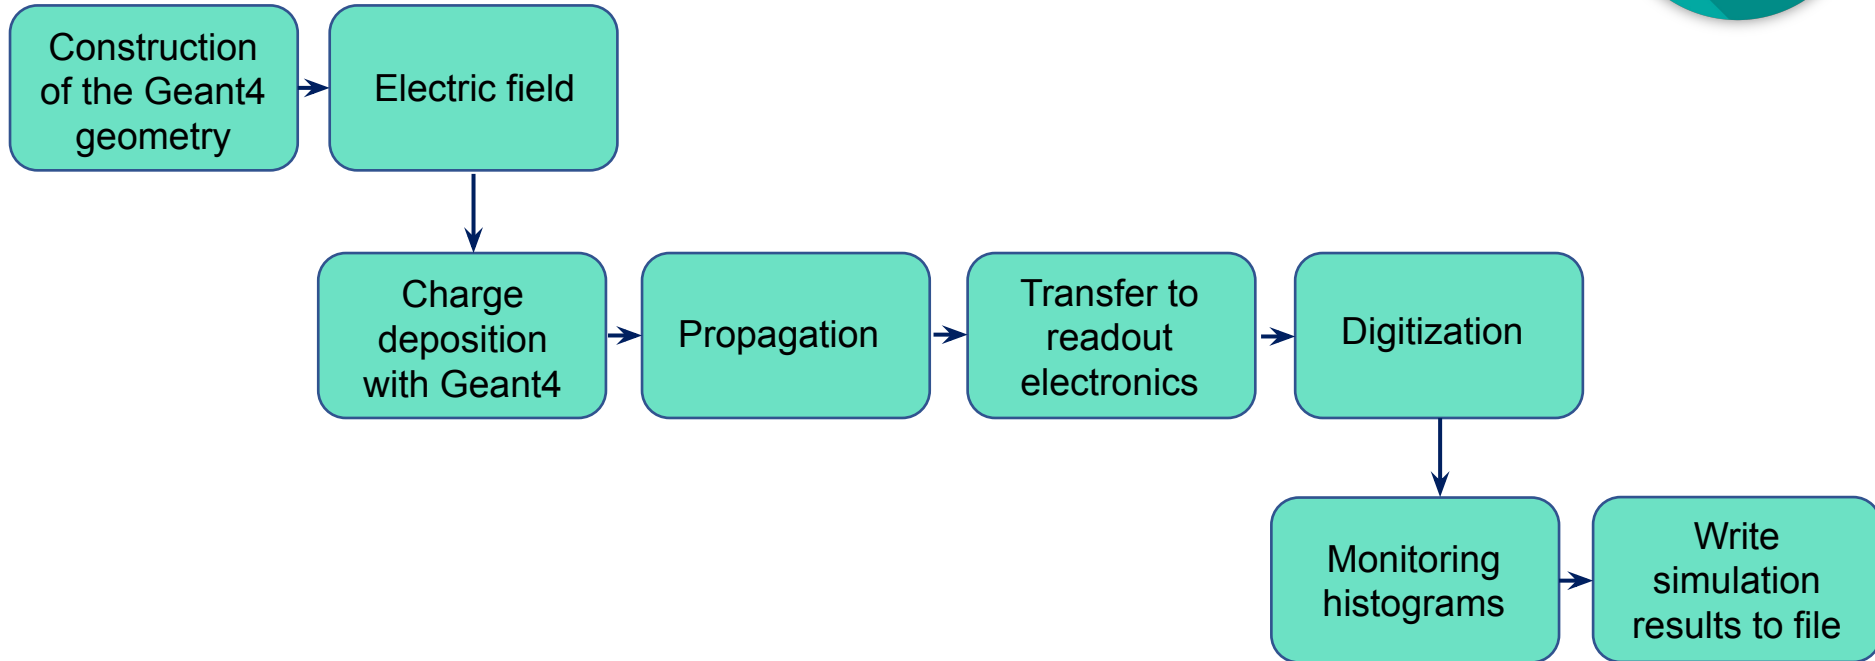 Construction
of the Geant4
geometry
Electric field
Charge
deposition
with Geant4
Propagation
Transfer to
readout
electronics
Digitization
Monitoring
histograms
Write
simulation
results to file